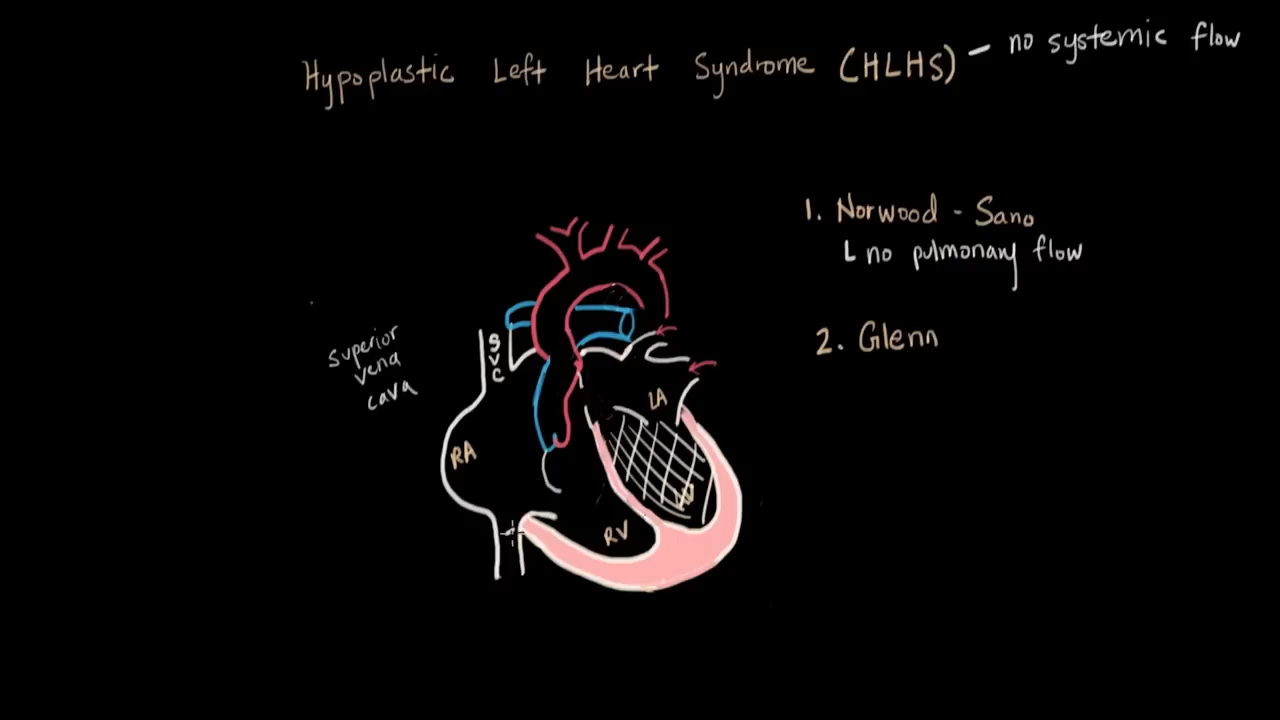 Hypoplastic Left Heart Syndrome (HLHS) - no systemic flow
1. Norwood - Sano
L no pulmonary flow
2. Glenn
superior
vena
cava
SVC
RA
LA
LV
RV